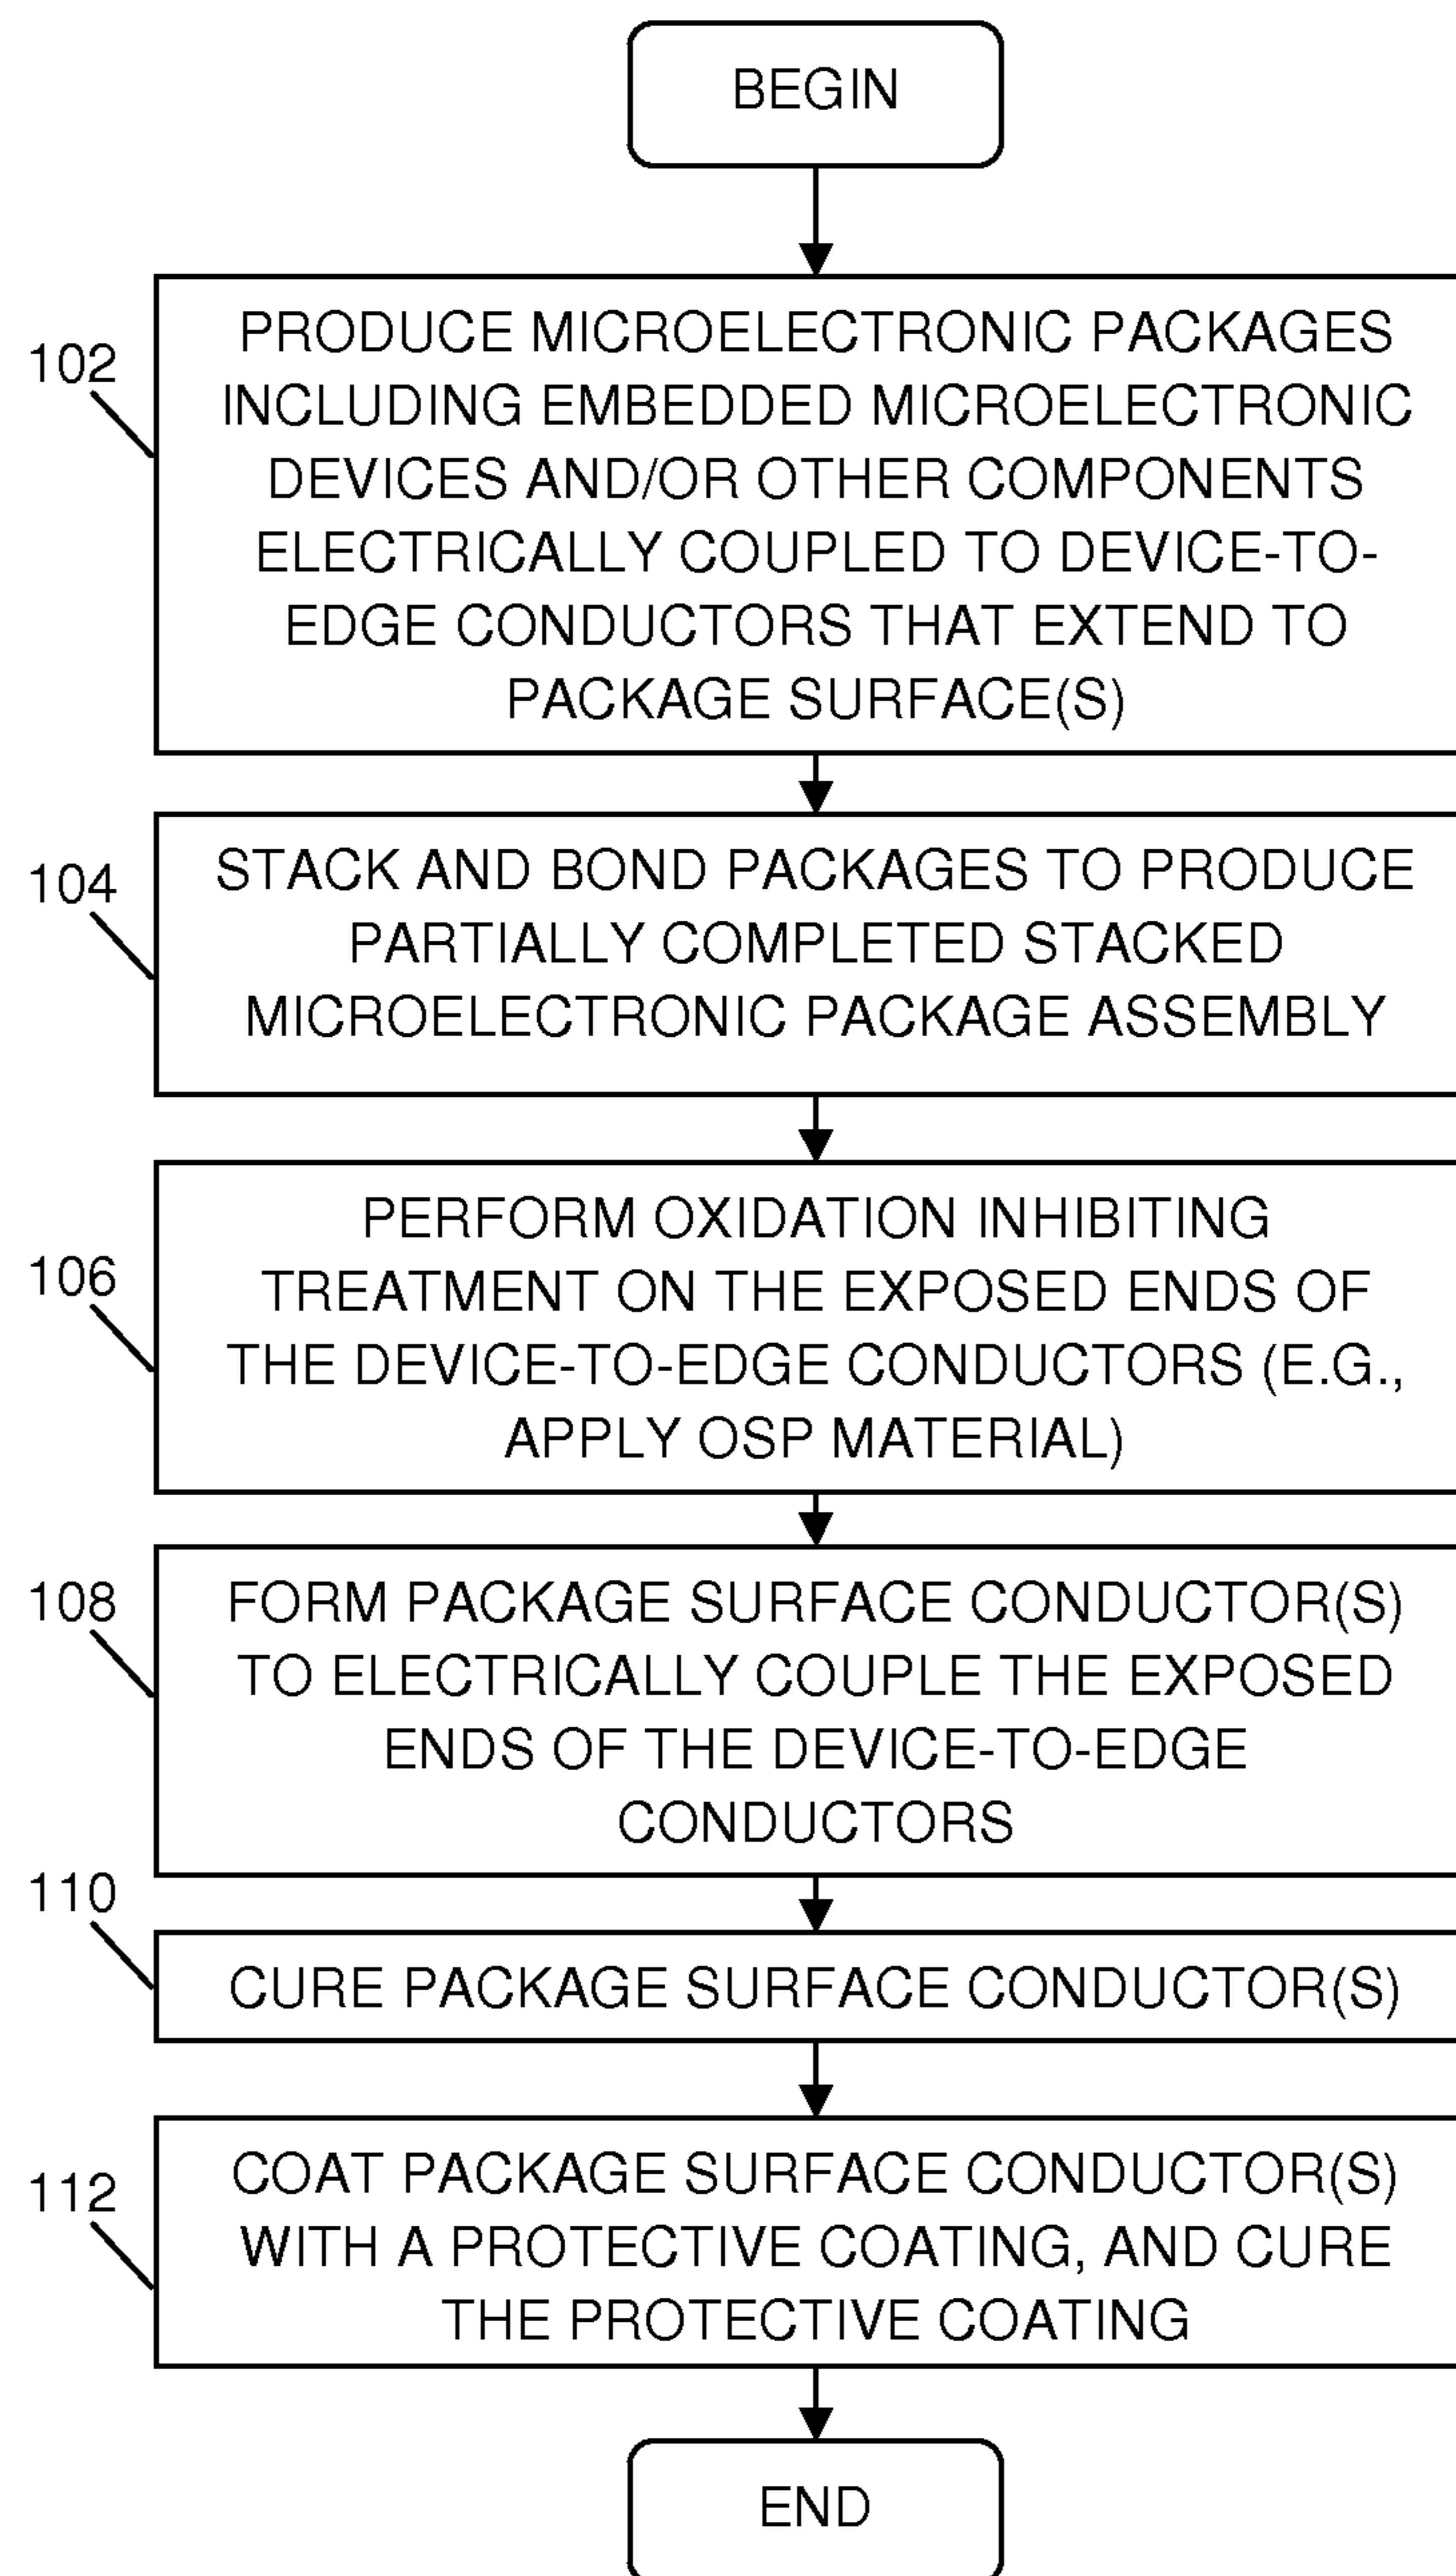 BEGIN
102
PRODUCE MICROELECTRONIC PACKAGES
INCLUDING EMBEDDED MICROELECTRONIC
DEVICES AND/OR OTHER COMPONENTS
ELECTRICALLY COUPLED TO DEVICE-TO-
EDGE CONDUCTORS THAT EXTEND TO
PACKAGE SURFACE(S)
104
STACK AND BOND PACKAGES TO PRODUCE
PARTIALLY COMPLETED STACKED
MICROELECTRONIC PACKAGE ASSEMBLY
106
PERFORM OXIDATION INHIBITING
TREATMENT ON THE EXPOSED ENDS OF
THE DEVICE-TO-EDGE CONDUCTORS (E.G.,
APPLY OSP MATERIAL)
108
FORM PACKAGE SURFACE CONDUCTOR(S)
TO ELECTRICALLY COUPLE THE EXPOSED
ENDS OF THE DEVICE-TO-EDGE
CONDUCTORS
110
CURE PACKAGE SURFACE CONDUCTOR(S)
112
COAT PACKAGE SURFACE CONDUCTOR(S)
WITH A PROTECTIVE COATING, AND CURE
THE PROTECTIVE COATING
END